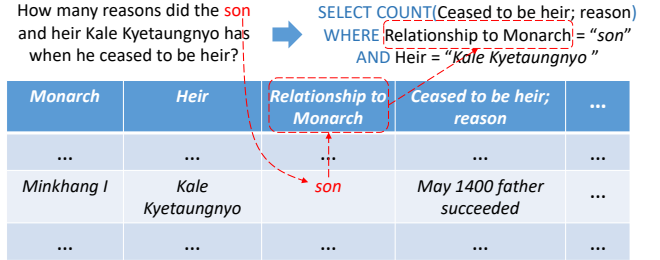 How many reasons did the son
and heir Kale Kyetaungnyo has
when he ceased to be heir?
SELECT COUNT(Ceased to be heir; reason)
WHERE Relationship to Monarch = “son”
AND Heir = “Kale Kyetaungnyo ”
Monarch Heir Relationship to Monarch Ceased to be heir; reason ...
... ... ... ... ...
Minkhang I Kale Kyetaungnyo son May 1400 father succeeded ...
... ... ... ... ...